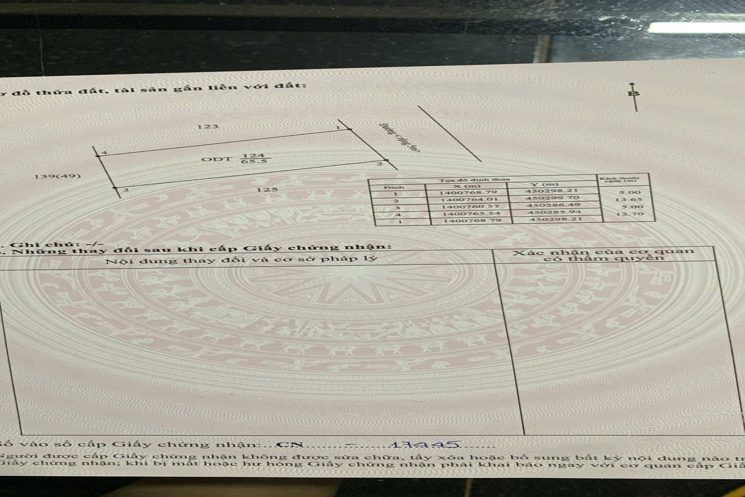 ơ đồ thửa đất, tài sản gắn liền với đất:
B
123
1
4
ODT 124
65.5
2
3
139(49)
125
Tọa độ đỉnh thửa
Kích thước cạnh (m)
Đỉnh X (m) Y (m)
1 1400768.79 450298.21
5.00
2 1400764.01 450299.70
13.65
3 1400760.57 450286.49
5.00
4 1400765.54 450285.94
12.70
1 1400768.79 450298.21
. Ghi chú: -/-
. Những thay đổi sau khi cấp Giấy chứng nhận:
Nội dung thay đổi và cơ sở pháp lý
Xác nhận của cơ quan
có thẩm quyền
Số vào sổ cấp Giấy chứng nhận:...CN
Người được cấp Giấy chứng nhận không được sửa chữa, tẩy xóa hoặc bổ sung bất kỳ nội dung nào tr
Giấy chứng nhận; khi bị mất hoặc hư hỏng Giấy chứng nhận phải khai báo ngay với cơ quan cấp Giấ